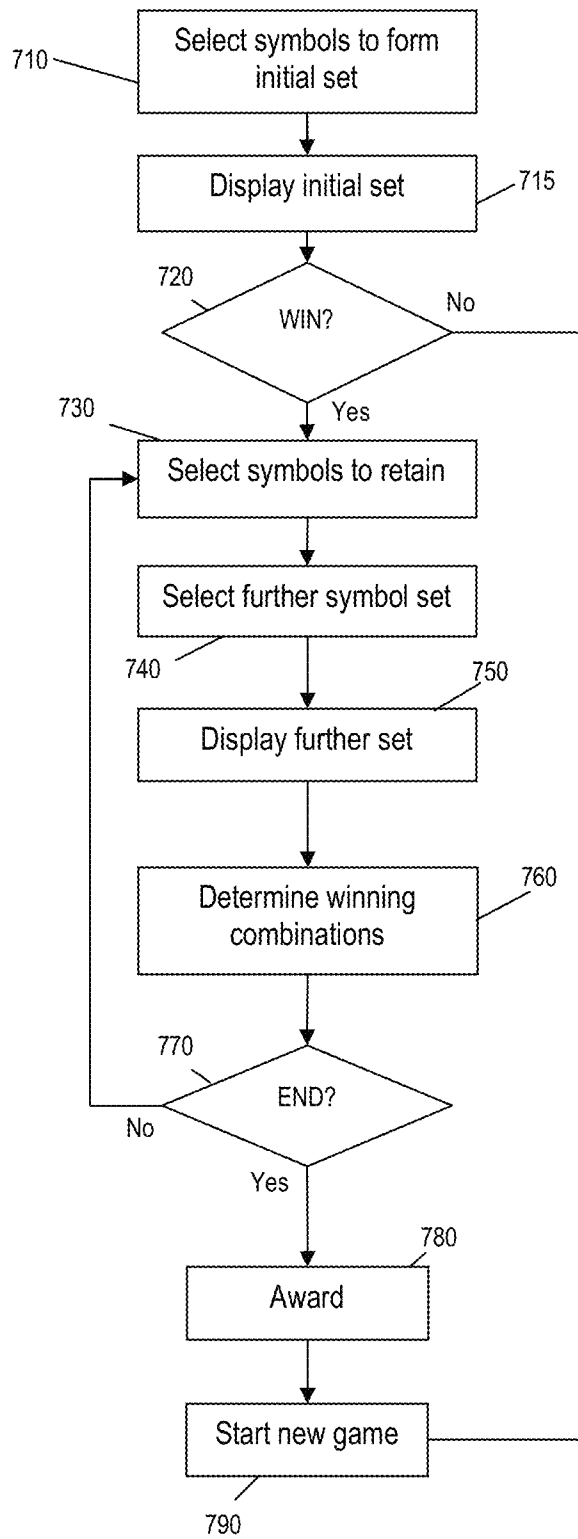 Select symbols to form
initial set
710
Display initial set
715
720
WIN?
No
Yes
730
Select symbols to retain
Select further symbol set
740
750
Display further set
Determine winning
combinations
760
770
END?
No
Yes
780
Award
Start new game
790